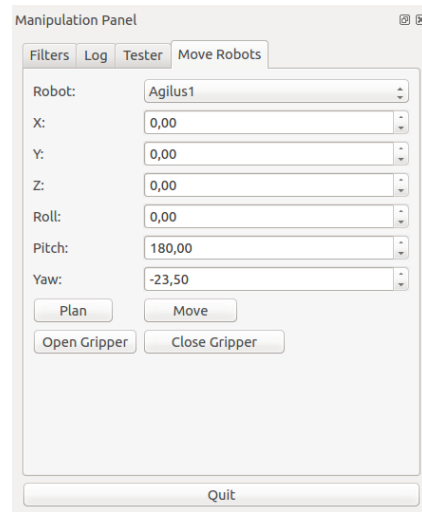 Manipulation Panel
Filters Log Tester Move Robots
Robot: Agilus1
X: 0,00
Y: 0,00
Z: 0,00
Roll: 0,00
Pitch: 180,00
Yaw: -23,50
Plan Move
Open Gripper Close Gripper
Quit